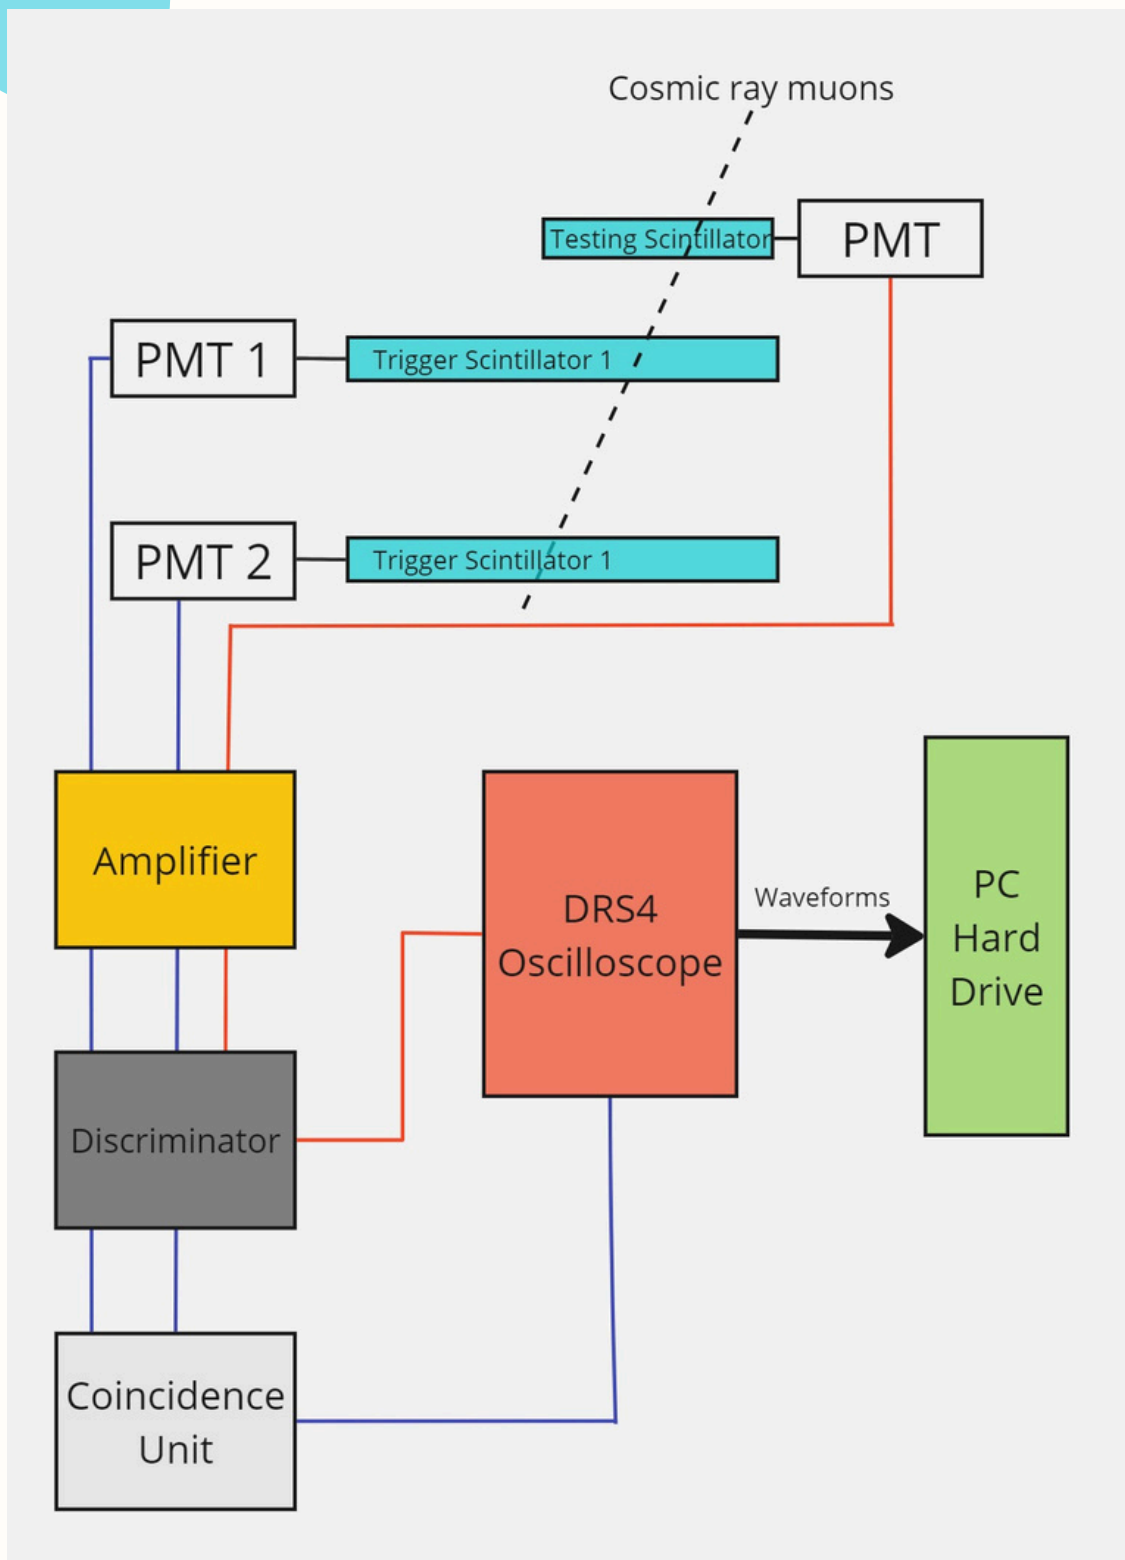 Cosmic ray muons
Testing Scintillator
PMT
PMT 1
Trigger Scintillator 1
PMT 2
Trigger Scintillator 1
Amplifier
DRS4
Oscilloscope
Waveforms
PC
Hard
Drive
Discriminator
Coincidence
Unit